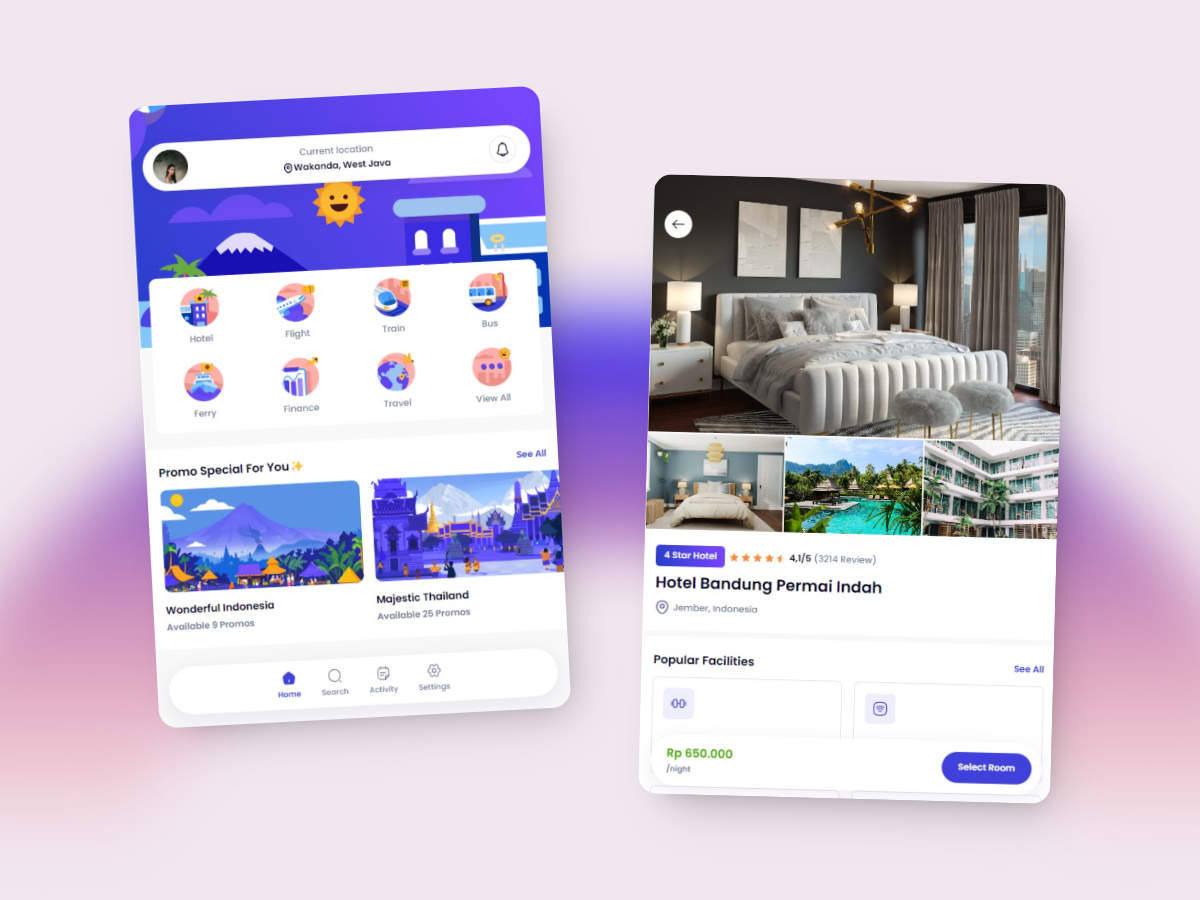 Current location
Wakanda, West Java
Hotel
Flight
Train
Bus
Ferry
Finance
Travel
View All
Promo Special For You✨
See All
Wonderful Indonesia
Available 9 Promos
Majestic Thailand
Available 25 Promos
Home
Search
Activity
Settings
4 Star Hotel
4,1/5 (3214 Review)
Hotel Bandung Permai Indah
Jember, Indonesia
Popular Facilities
See All
Rp 650.000
/night
Select Room